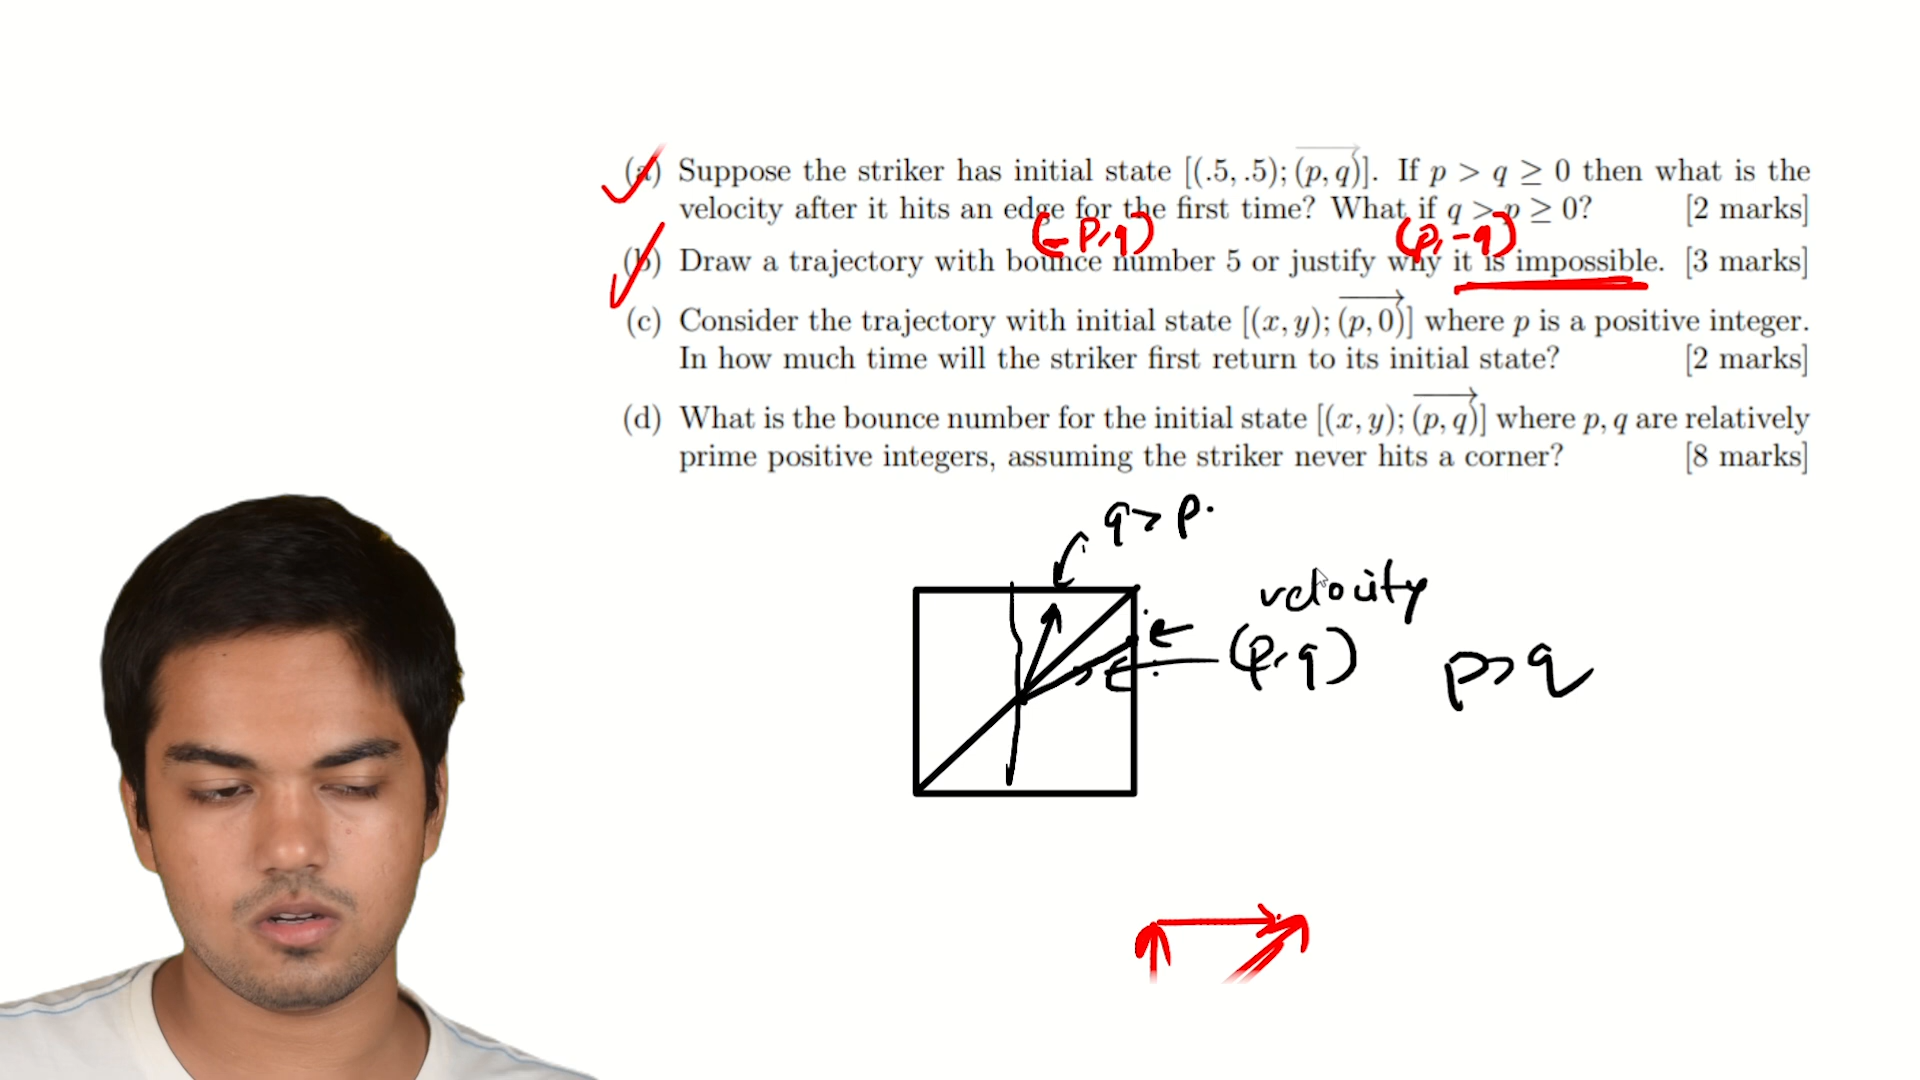 (a) Suppose the striker has initial state [(.5, .5); (p, q)]. If p > q ≥ 0 then what is the
velocity after it hits an edge for the first time? What if q > p ≥ 0? [2 marks]
(-p, q) (p, -q)
(b) Draw a trajectory with bounce number 5 or justify why it is impossible. [3 marks]
(c) Consider the trajectory with initial state [(x, y); (p, 0)] where p is a positive integer.
In how much time will the striker first return to its initial state? [2 marks]
(d) What is the bounce number for the initial state [(x, y); (p, q)] where p, q are relatively
prime positive integers, assuming the striker never hits a corner? [8 marks]
q > p.
velocity
(p, q) p > q